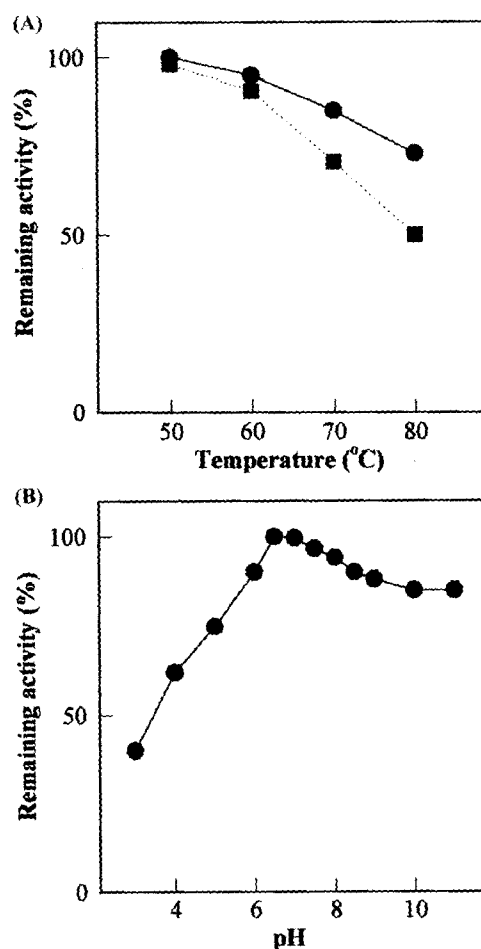 (A)
Remaining activity (%)
100
50
0
50 60 70 80
Temperature (°C)
(B)
Remaining activity (%)
100
50
0
4 6 8 10
pH